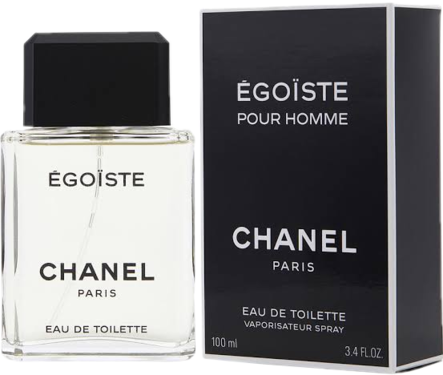 ÉGOÏSTE
CHANEL
PARIS
EAU DE TOILETTE
ÉGOÏSTE
POUR HOMME
CHANEL
PARIS
EAU DE TOILETTE
VAPORISATEUR SPRAY
100 ml
3.4 FL.OZ.